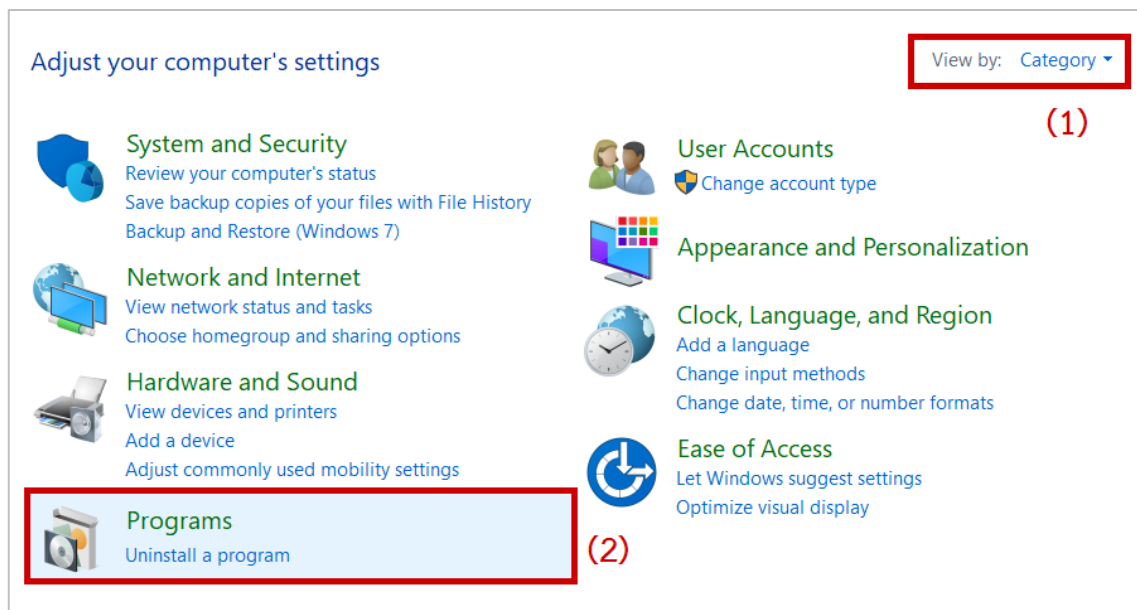 Adjust your computer's settings
View by: Category
(1)
System and Security
Review your computer's status
Save backup copies of your files with File History
Backup and Restore (Windows 7)
Network and Internet
View network status and tasks
Choose homegroup and sharing options
Hardware and Sound
View devices and printers
Add a device
Adjust commonly used mobility settings
Programs
Uninstall a program
(2)
User Accounts
Change account type
Appearance and Personalization
Clock, Language, and Region
Add a language
Change input methods
Change date, time, or number formats
Ease of Access
Let Windows suggest settings
Optimize visual display